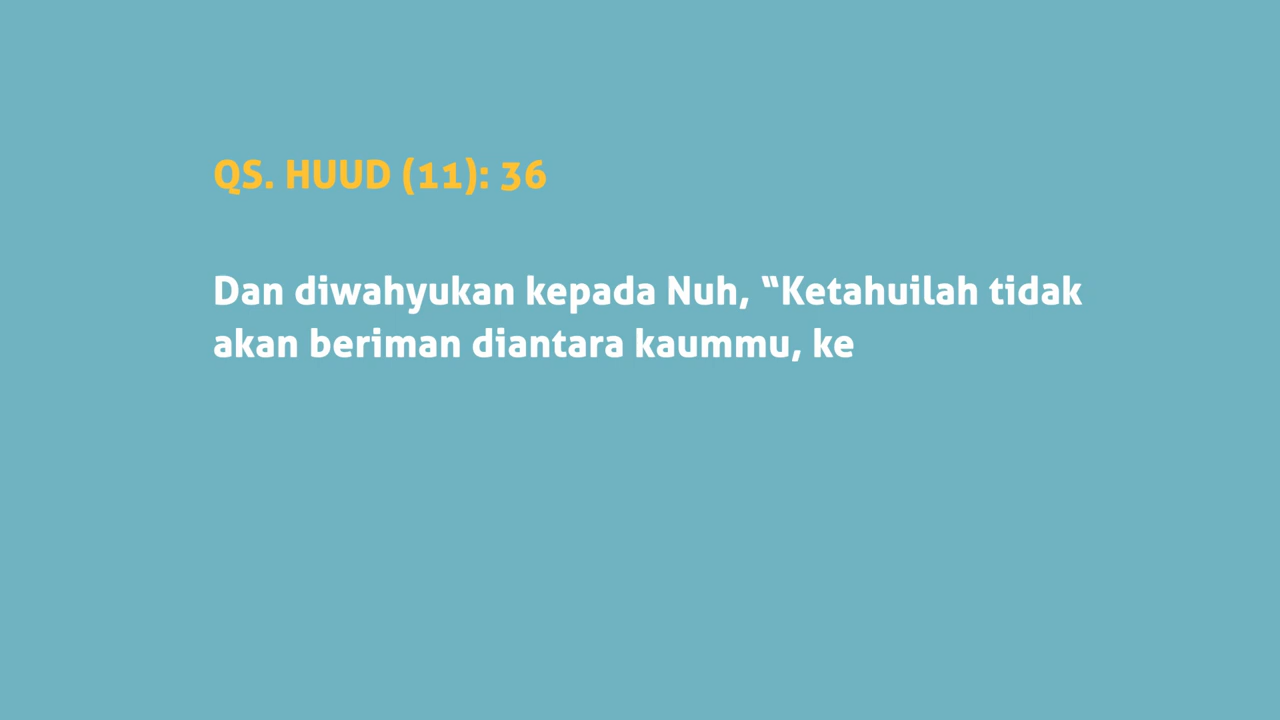 QS. HUUD (11): 36
Dan diwahyukan kepada Nuh, “Ketahuilah tidak
akan beriman diantara kaummu, ke